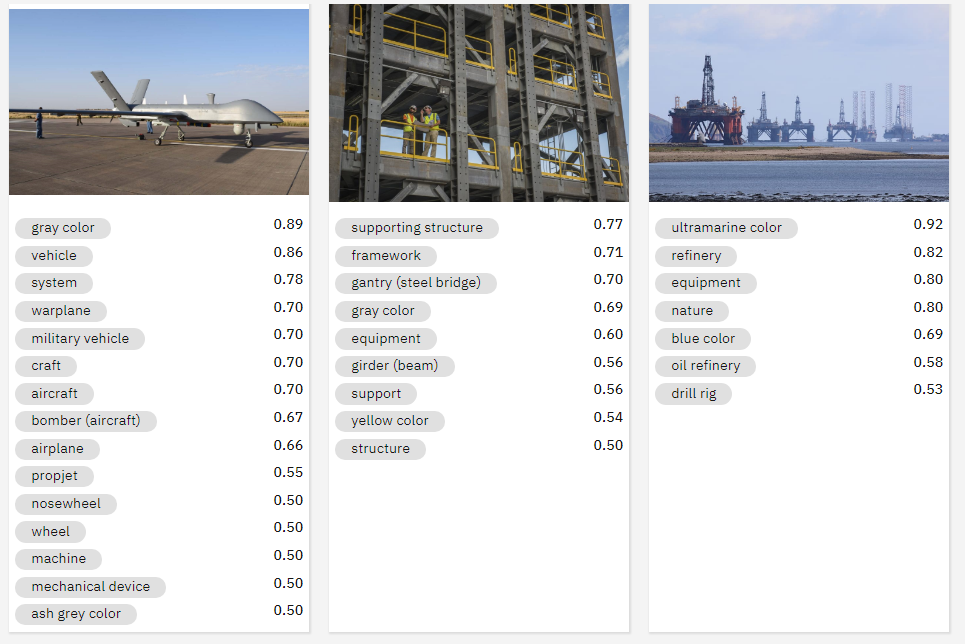 gray color 0.89
vehicle 0.86
system 0.78
warplane 0.70
military vehicle 0.70
craft 0.70
aircraft 0.70
bomber (aircraft) 0.67
airplane 0.66
propjet 0.55
nosewheel 0.50
wheel 0.50
machine 0.50
mechanical device 0.50
ash grey color 0.50
supporting structure 0.77
framework 0.71
gantry (steel bridge) 0.70
gray color 0.69
equipment 0.60
girder (beam) 0.56
support 0.56
yellow color 0.54
structure 0.50
ultramarine color 0.92
refinery 0.82
equipment 0.80
nature 0.80
blue color 0.69
oil refinery 0.58
drill rig 0.53